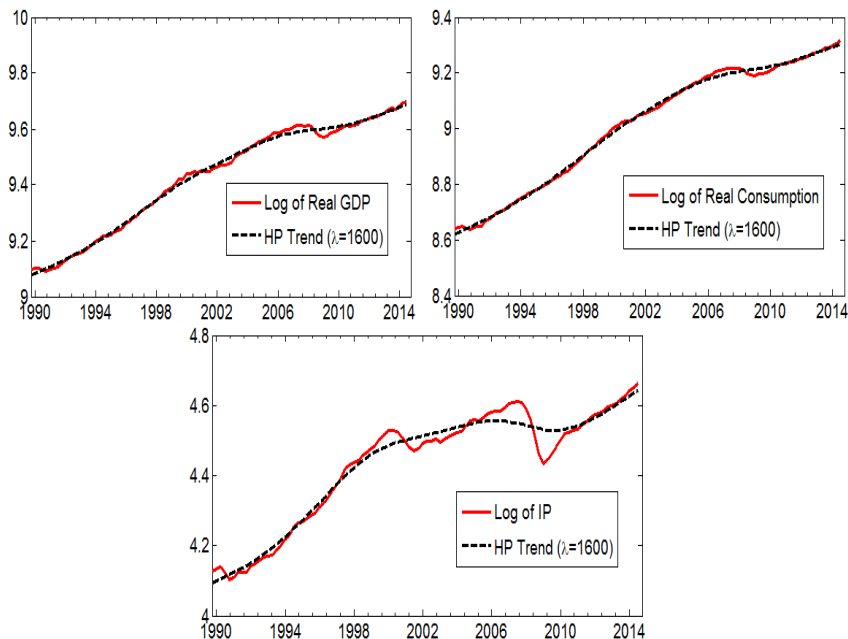 10
9.8
9.6
9.4
9.2
9
1990 1994 1998 2002 2006 2010 2014
Log of Real GDP
HP Trend (λ=1600)
9.4
9.2
9
8.8
8.6
8.4
1990 1994 1998 2002 2006 2010 2014
Log of Real Consumption
HP Trend (λ=1600)
4.8
4.6
4.4
4.2
4
1990 1994 1998 2002 2006 2010 2014
Log of IP
HP Trend (λ=1600)